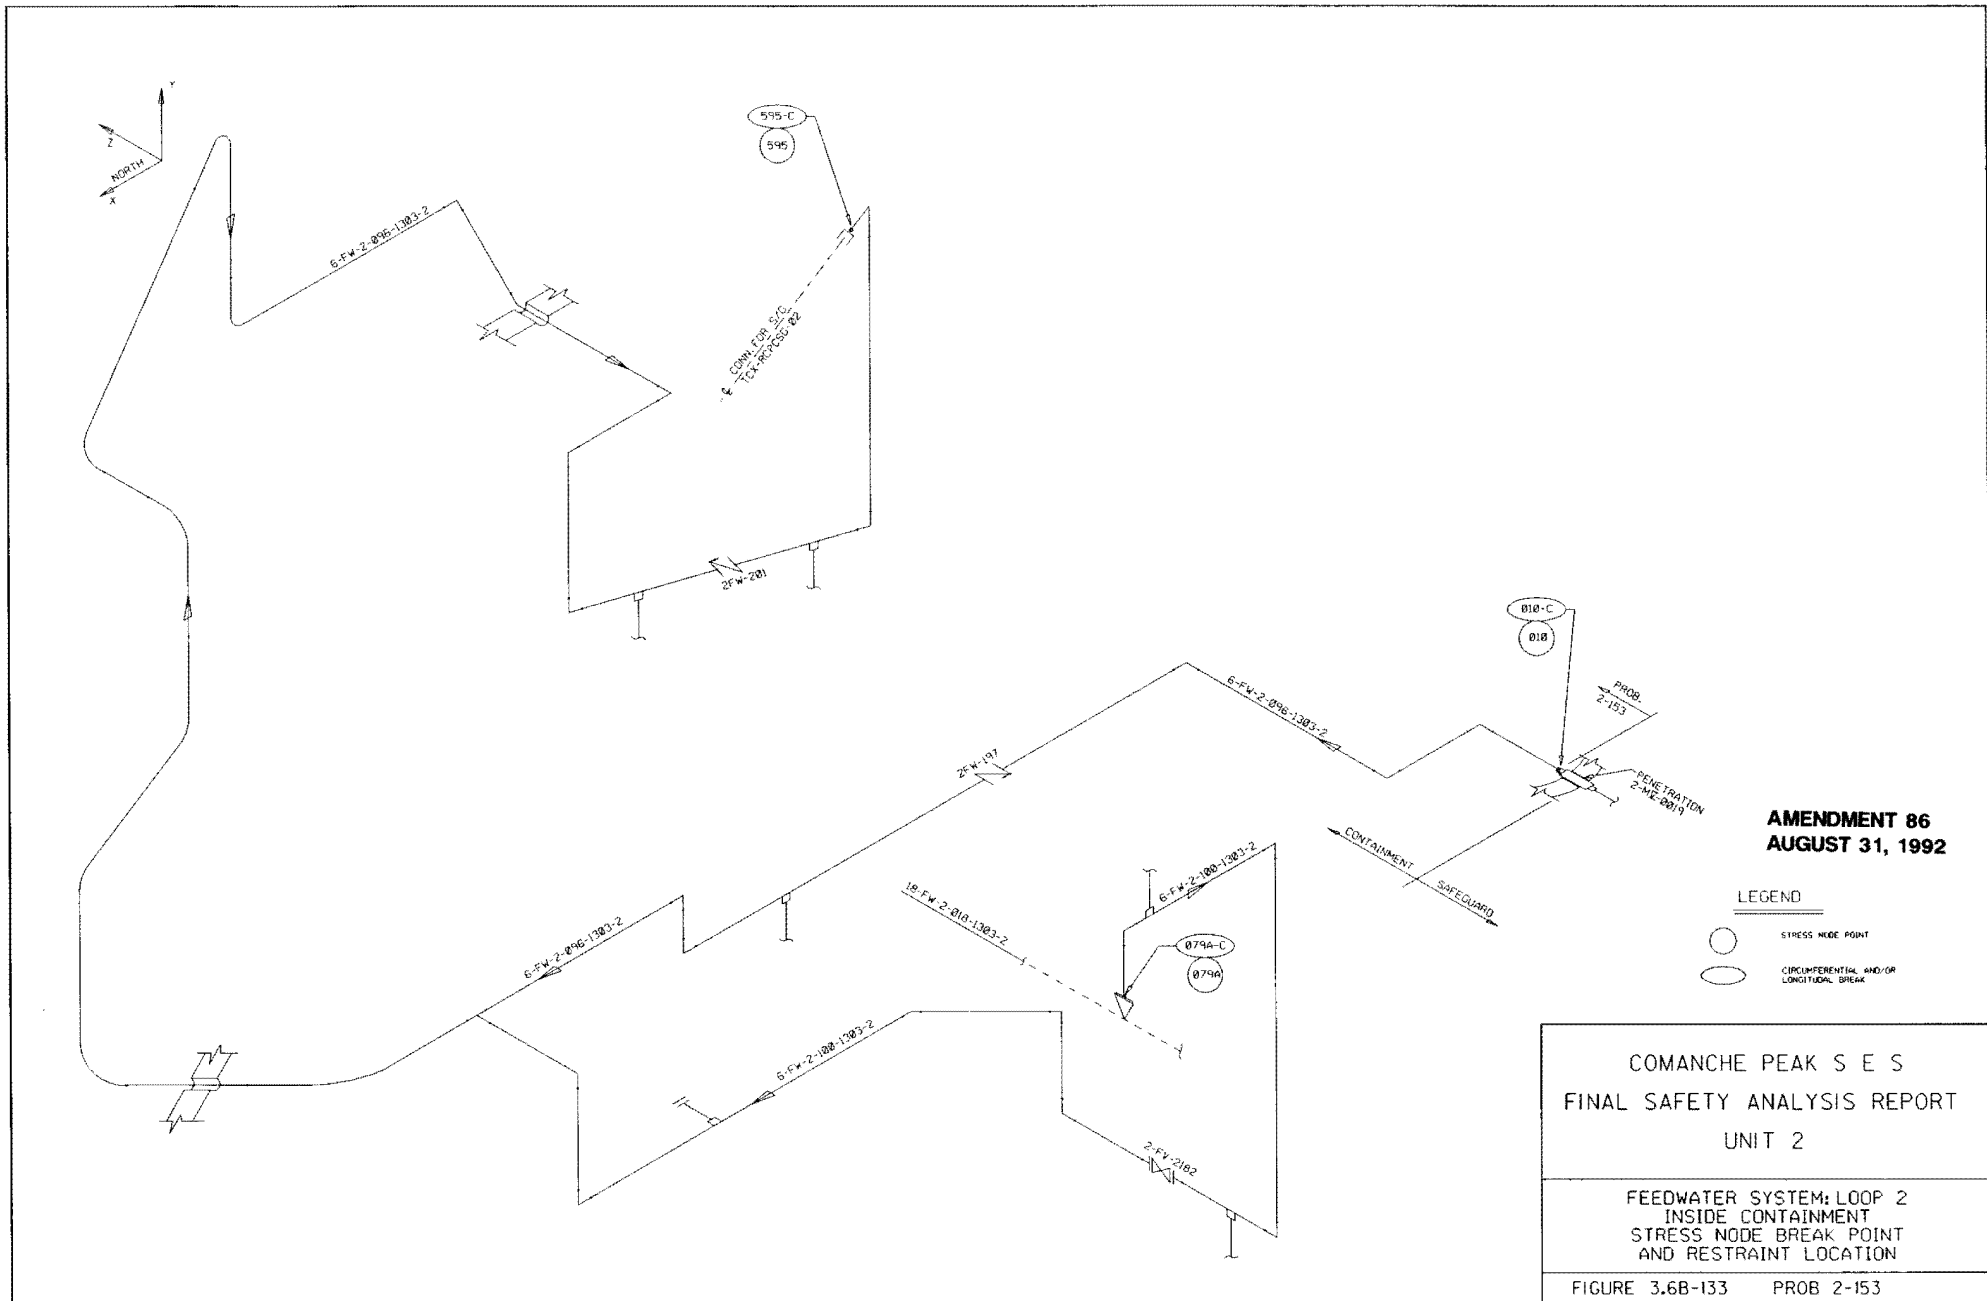 Y
Z
NORTH
X
595-C
595
6-FW-2-096-1303-2
CONN. FOR S/G
TCX-RCPCSG-02
2FW-201
010-C
010
PROB.
2-153
6-FW-2-096-1303-2
PENETRATION
2-MK-0019
2FW-197
AMENDMENT 86
AUGUST 31, 1992
CONTAINMENT
SAFEGUARD
6-FW-2-100-1303-2
18-FW-2-018-1303-2
LEGEND
STRESS NODE POINT
CIRCUMFERENTIAL AND/OR
LONGITUDAL BREAK
079A-C
079A
6-FW-2-096-1303-2
6-FW-2-100-1303-2
2-FV-2182
COMANCHE PEAK S E S
FINAL SAFETY ANALYSIS REPORT
UNIT 2
FEEDWATER SYSTEM: LOOP 2
INSIDE CONTAINMENT
STRESS NODE BREAK POINT
AND RESTRAINT LOCATION
FIGURE 3.6B-133 PROB 2-153